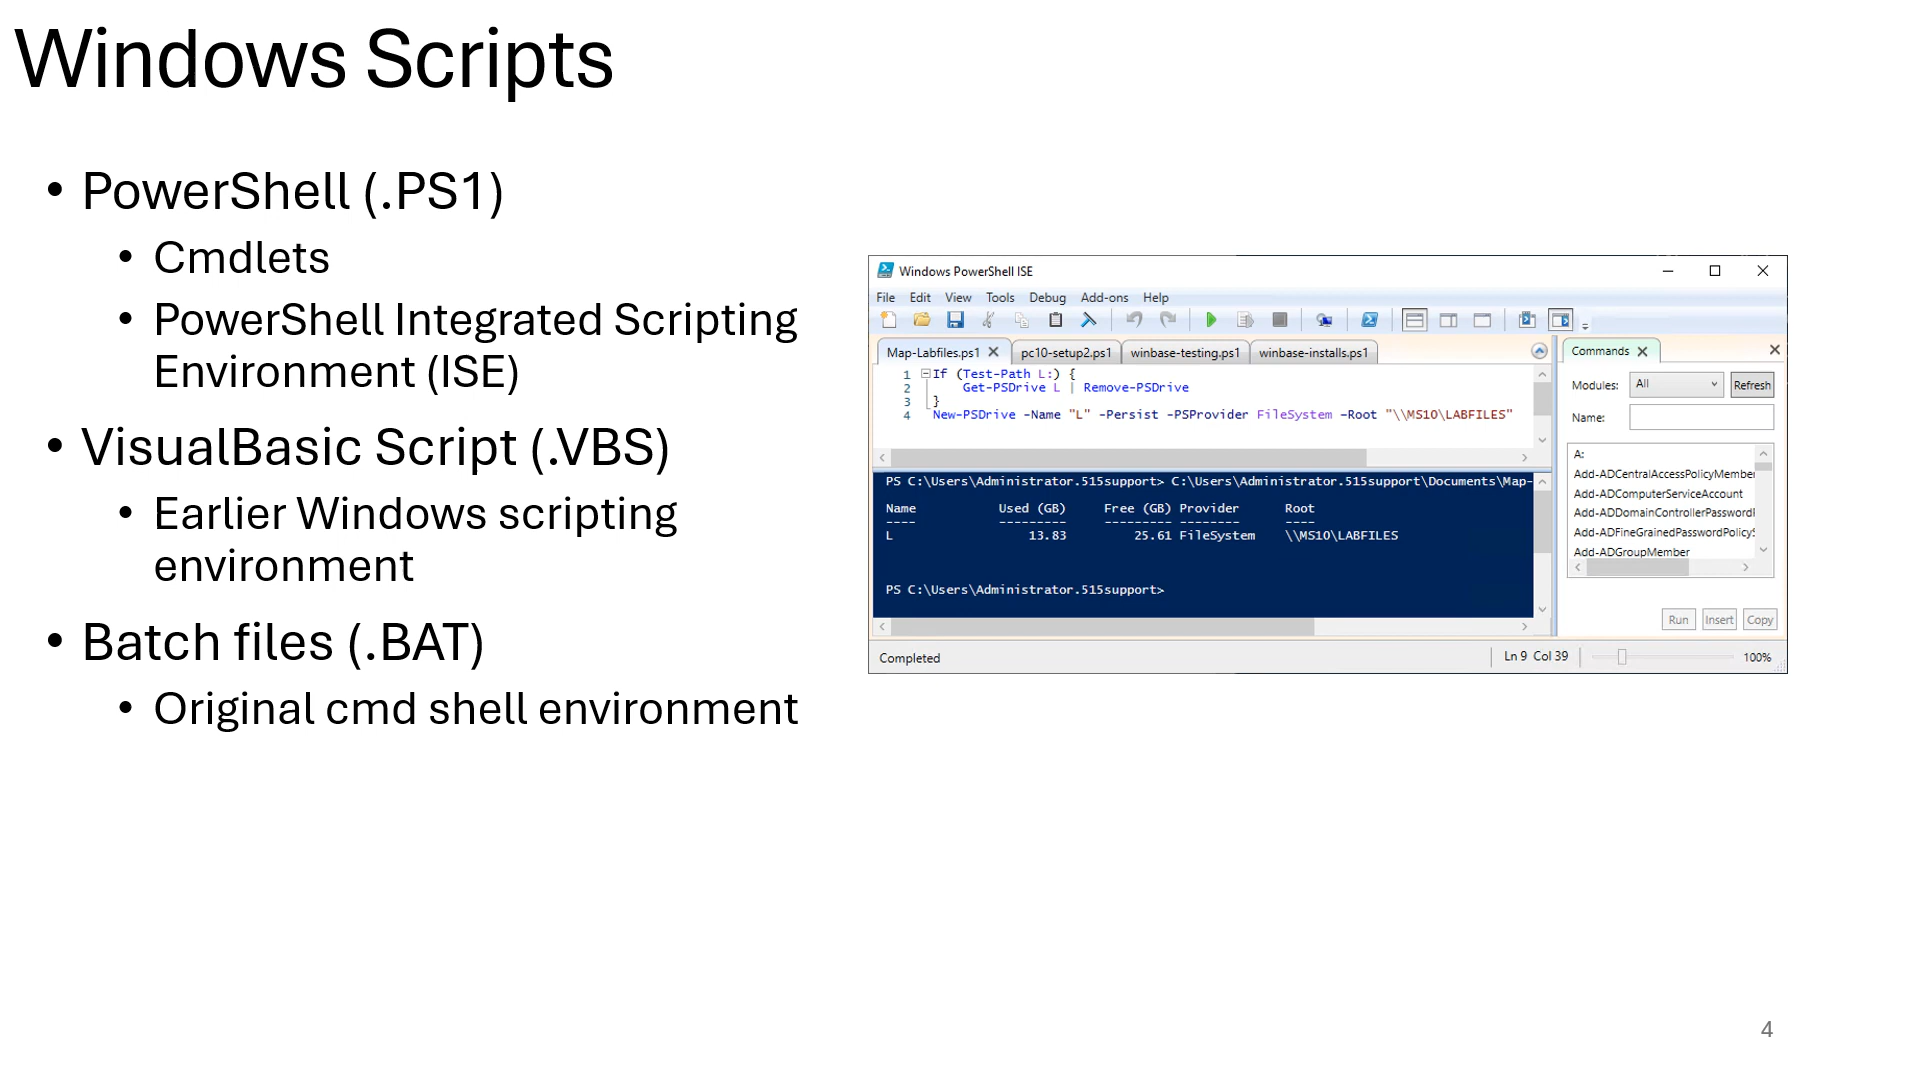 Windows Scripts
• PowerShell (.PS1)
• Cmdlets
• PowerShell Integrated Scripting
Environment (ISE)
• VisualBasic Script (.VBS)
• Earlier Windows scripting
environment
• Batch files (.BAT)
• Original cmd shell environment
Windows PowerShell ISE
File Edit View Tools Debug Add-ons Help
Map-Labfiles.ps1 pc10-setup2.ps1 winbase-testing.ps1 winbase-installs.ps1
1 If (Test-Path L:) {
2 Get-PSDrive L | Remove-PSDrive
3 }
4 New-PSDrive -Name "L" -Persist -PSProvider FileSystem -Root "\\MS10\LABFILES"
PS C:\Users\Administrator.515support> C:\Users\Administrator.515support\Documents\Map-
Name Used (GB) Free (GB) Provider Root
---- --------- --------- -------- ----
L 13.83 25.61 FileSystem \\MS10\LABFILES
PS C:\Users\Administrator.515support>
Completed
Ln 9 Col 39
100%
Commands
Modules: All Refresh
Name:
A:
Add-ADCentralAccessPolicyMember
Add-ADComputerServiceAccount
Add-ADDomainControllerPassword
Add-ADFineGrainedPasswordPolicy
Add-ADGroupMember
Run Insert Copy
4